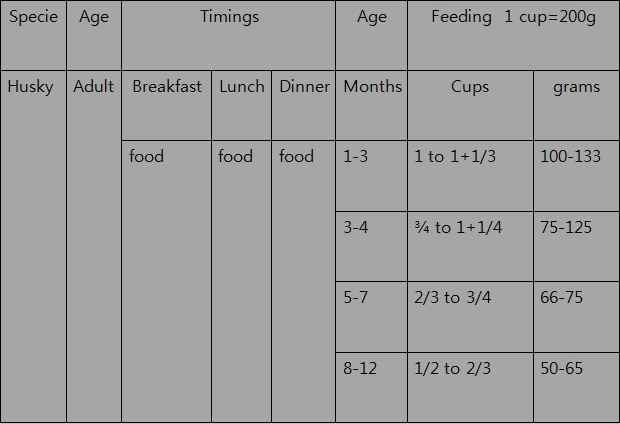 Specie Age Timings Age Feeding 1 cup=200g
Husky Adult Breakfast Lunch Dinner Months Cups grams
food food food 1-3 1 to 1+1/3 100-133
3-4 ¾ to 1+1/4 75-125
5-7 2/3 to 3/4 66-75
8-12 1/2 to 2/3 50-65